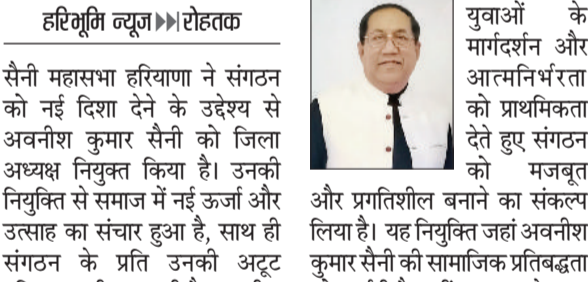 हरिभूमि न्यूज▶▶|रोहतक
सैनी महासभा हरियाणा ने संगठन
को नई दिशा देने के उद्देश्य से
अवनीश कुमार सैनी को जिला
अध्यक्ष नियुक्त किया है। उनकी
नियुक्ति से समाज में नई ऊर्जा और
उत्साह का संचार हुआ है, साथ ही
संगठन के प्रति उनकी अटूट
युवाओं के
मार्गदर्शन और
आत्मनिर्भरता
को प्राथमिकता
देते हुए संगठन
को मजबूत
और प्रगतिशील बनाने का संकल्प
लिया है। यह नियुक्ति जहां अवनीश
कुमार सैनी की सामाजिक प्रतिबद्धता